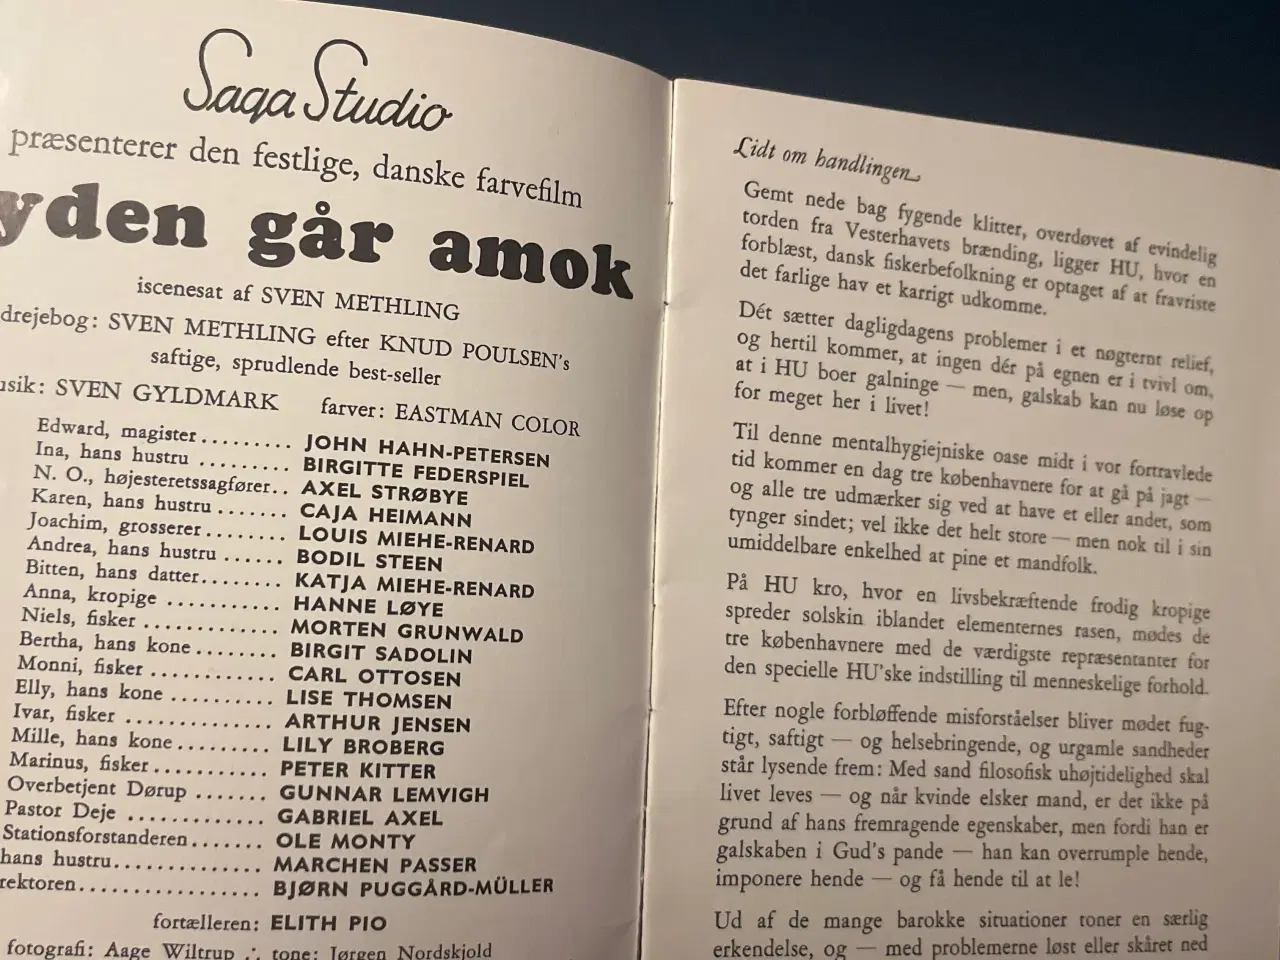 Saga Studio
præsenterer den festlige, danske farvefilm
yden går amok
iscenesat af SVEN METHLING
drejebog: SVEN METHLING efter KNUD POULSEN's
saftige, sprudlende best-seller
usik: SVEN GYLDMARK farver: EASTMAN COLOR
Edward, magister......... JOHN HAHN-PETERSEN
Ina, hans hustru ......... BIRGITTE FEDERSPIEL
N. O., højesteretssagfører.. AXEL STRØBYE
Karen, hans hustru ....... CAJA HEIMANN
Joachim, grosserer........ LOUIS MIEHE-RENARD
Andrea, hans hustru ...... BODIL STEEN
Bitten, hans datter........ KATJA MIEHE-RENARD
Anna, kropige ........... HANNE LØYE
Niels, fisker ............. MORTEN GRUNWALD
Bertha, hans kone......... BIRGIT SADOLIN
Monni, fisker ............ CARL OTTOSEN
Elly, hans kone .......... LISE THOMSEN
Ivar, fisker .............. ARTHUR JENSEN
Mille, hans kone.......... LILY BROBERG
Marinus, fisker........... PETER KITTER
Overbetjent Dørup ....... GUNNAR LEMVIGH
Pastor Deje ............. GABRIEL AXEL
Stationsforstanderen....... OLE MONTY
hans hustru.............. MARCHEN PASSER
rektoren................. BJØRN PUGGÅRD-MÜLLER
fortælleren: ELITH PIO
fotografi: Aage Wiltrup ∴ tone: Jørgen Nordskjold
Lidt om handlingen
Gemt nede bag fygende klitter, overdøvet af evindelig
torden fra Vesterhavets brænding, ligger HU, hvor en
forblæst, dansk fiskerbefolkning er optaget af at fravriste
det farlige hav et karrigt udkomme.
Dét sætter dagligdagens problemer i et nøgternt relief,
og hertil kommer, at ingen dér på egnen er i tvivl om,
at i HU boer galninge — men, galskab kan nu løse op
for meget her i livet!
Til denne mentalhygiejniske oase midt i vor fortravlede
tid kommer en dag tre københavnere for at gå på jagt —
og alle tre udmærker sig ved at have et eller andet, som
tynger sindet; vel ikke det helt store — men nok til i sin
umiddelbare enkelhed at pine et mandfolk.
På HU kro, hvor en livsbekræftende frodig kropige
spreder solskin iblandt elementernes rasen, mødes de
tre københavnere med de værdigste repræsentanter for
den specielle HU'ske indstilling til menneskelige forhold.
Efter nogle forbløffende misforståelser bliver mødet fug-
tigt, saftigt — og helsebringende, og urgamle sandheder
står lysende frem: Med sand filosofisk uhøjtidelighed skal
livet leves — og når kvinde elsker mand, er det ikke på
grund af hans fremragende egenskaber, men fordi han er
galskaben i Gud's pande — han kan overrumple hende,
imponere hende — og få hende til at le!
Ud af de mange barokke situationer toner en særlig
erkendelse, og — med problemerne løst eller skåret ned